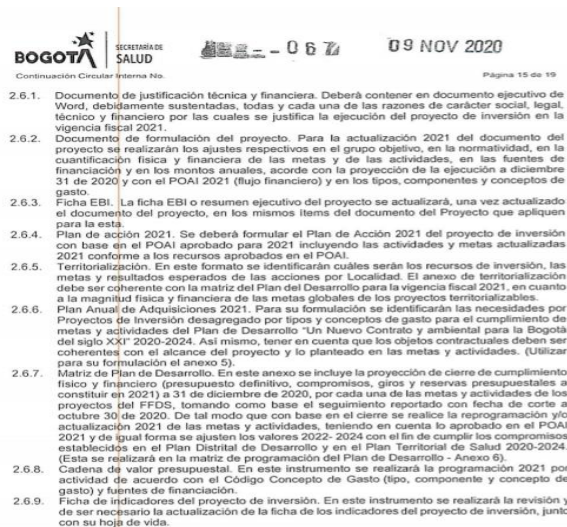 BOGOTÁ
SECRETARÍA DE
SALUD
067
09 NOV 2020
Continuación Circular Interna No.
Página 15 de 19
2.6.1. Documento de justificación técnica y financiera. Deberá contener en documento ejecutivo de
Word, debidamente sustentadas, todas y cada una de las razones de carácter social, legal,
técnico y financiero por las cuales se justifica la ejecución del proyecto de inversión en la
vigencia fiscal 2021.
2.6.2. Documento de formulación del proyecto. Para la actualización 2021 del documento del
proyecto se realizarán los ajustes respectivos en el grupo objetivo, en la normatividad, en la
cuantificación física y financiera de las metas y de las actividades, en las fuentes de
financiación y en los montos anuales, acorde con la proyección de la ejecución a diciembre
31 de 2020 y con el POAI 2021 (flujo financiero) y en los tipos, componentes y conceptos de
gasto.
2.6.3. Ficha EBI. La ficha EBI o resumen ejecutivo del proyecto se actualizará, una vez actualizado
el documento del proyecto, en los mismos ítems del documento del Proyecto que apliquen
para la esta.
2.6.4. Plan de acción 2021. Se deberá formular el Plan de Acción 2021 del proyecto de inversión
con base en el POAI aprobado para 2021 incluyendo las actividades y metas actualizadas
2021 conforme a los recursos aprobados en el POAI.
2.6.5. Territorialización. En este formato se identificarán cuáles serán los recursos de inversión, las
metas y resultados esperados de las acciones por Localidad. El anexo de territorialización
debe ser coherente con la matriz del Plan del Desarrollo para la vigencia fiscal 2021, en cuanto
a la magnitud física y financiera de las metas globales de los proyectos territorializables.
2.6.6. Plan Anual de Adquisiciones 2021. Para su formulación se identificarán las necesidades por
Proyectos de Inversión desagregado por tipos y conceptos de gasto para el cumplimiento de
metas y actividades del Plan de Desarrollo "Un Nuevo Contrato y ambiental para la Bogotá
del siglo XXI" 2020-2024. Así mismo, tener en cuenta que los objetos contractuales deben ser
coherentes con el alcance del proyecto y lo planteado en las metas y actividades. (Utilizar
para su formulación el anexo 5).
2.6.7. Matriz de Plan de Desarrollo. En este anexo se incluye la proyección de cierre de cumplimiento
físico y financiero (presupuesto definitivo, compromisos, giros y reservas presupuestales a
constituir en 2021) a 31 de diciembre de 2020, por cada una de las metas y actividades de los
proyectos del FFDS, tomando como base el seguimiento reportado con fecha de corte a
octubre 30 de 2020. De tal modo que con base en el cierre se realice la reprogramación y/o
actualización 2021 de las metas y actividades, teniendo en cuenta lo aprobado en el POAI
2021 y de igual forma se ajusten los valores 2022- 2024 con el fin de cumplir los compromisos
establecidos en el Plan Distrital de Desarrollo y en el Plan Territorial de Salud 2020-2024.
(Esta se realizará en la matriz de programación del Plan de Desarrollo - Anexo 6).
2.6.8. Cadena de valor presupuestal. En este instrumento se realizará la programación 2021 por
actividad de acuerdo con el Código Concepto de Gasto (tipo, componente y concepto de
gasto) y fuentes de financiación.
2.6.9. Ficha de indicadores del proyecto de inversión. En este instrumento se realizará la revisión y
de ser necesario la actualización de la ficha de los indicadores del proyecto de inversión, junto
con su hoja de vida.